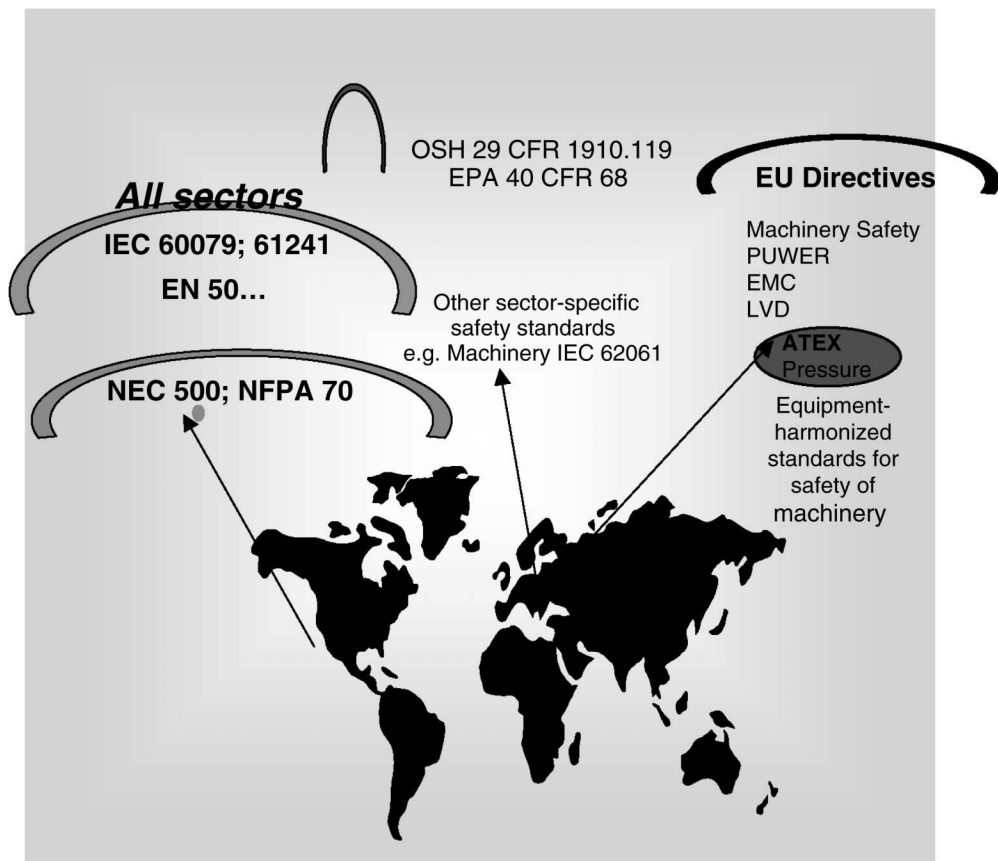 OSH 29 CFR 1910.119
EPA 40 CFR 68
All sectors
IEC 60079; 61241
EN 50…
NEC 500; NFPA 70
Other sector-specific
safety standards
e.g. Machinery IEC 62061
EU Directives
Machinery Safety
PUWER
EMC
LVD
ATEX
Pressure
Equipment-
harmonized
standards for
safety of
machinery